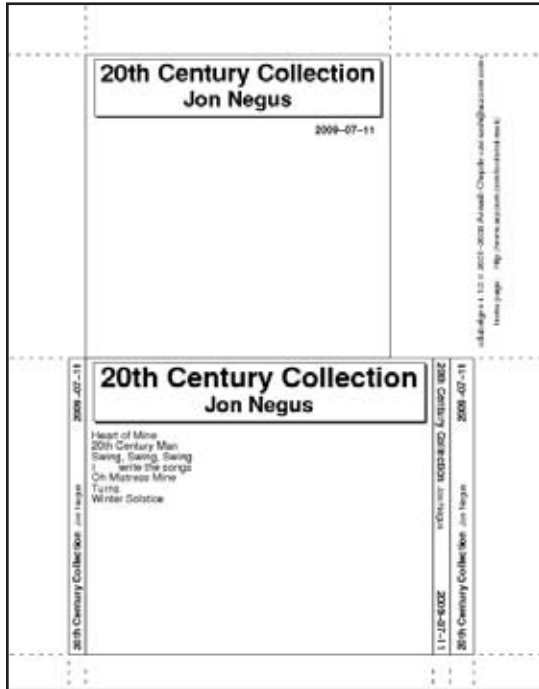 20th Century Collection
Jon Negus
2009-07-11
20th Century Collection
Jon Negus
Heart of Mine
20th Century Man
Swing, Swing, Swing
I write the songs
Oh Mistress Mine
Turns
Winter Solstice
20th Century Collection Jon Negus 2009-07-11
20th Century Collection Jon Negus 2009-07-11
20th Century Collection Jon Negus 2009-07-11
home page: